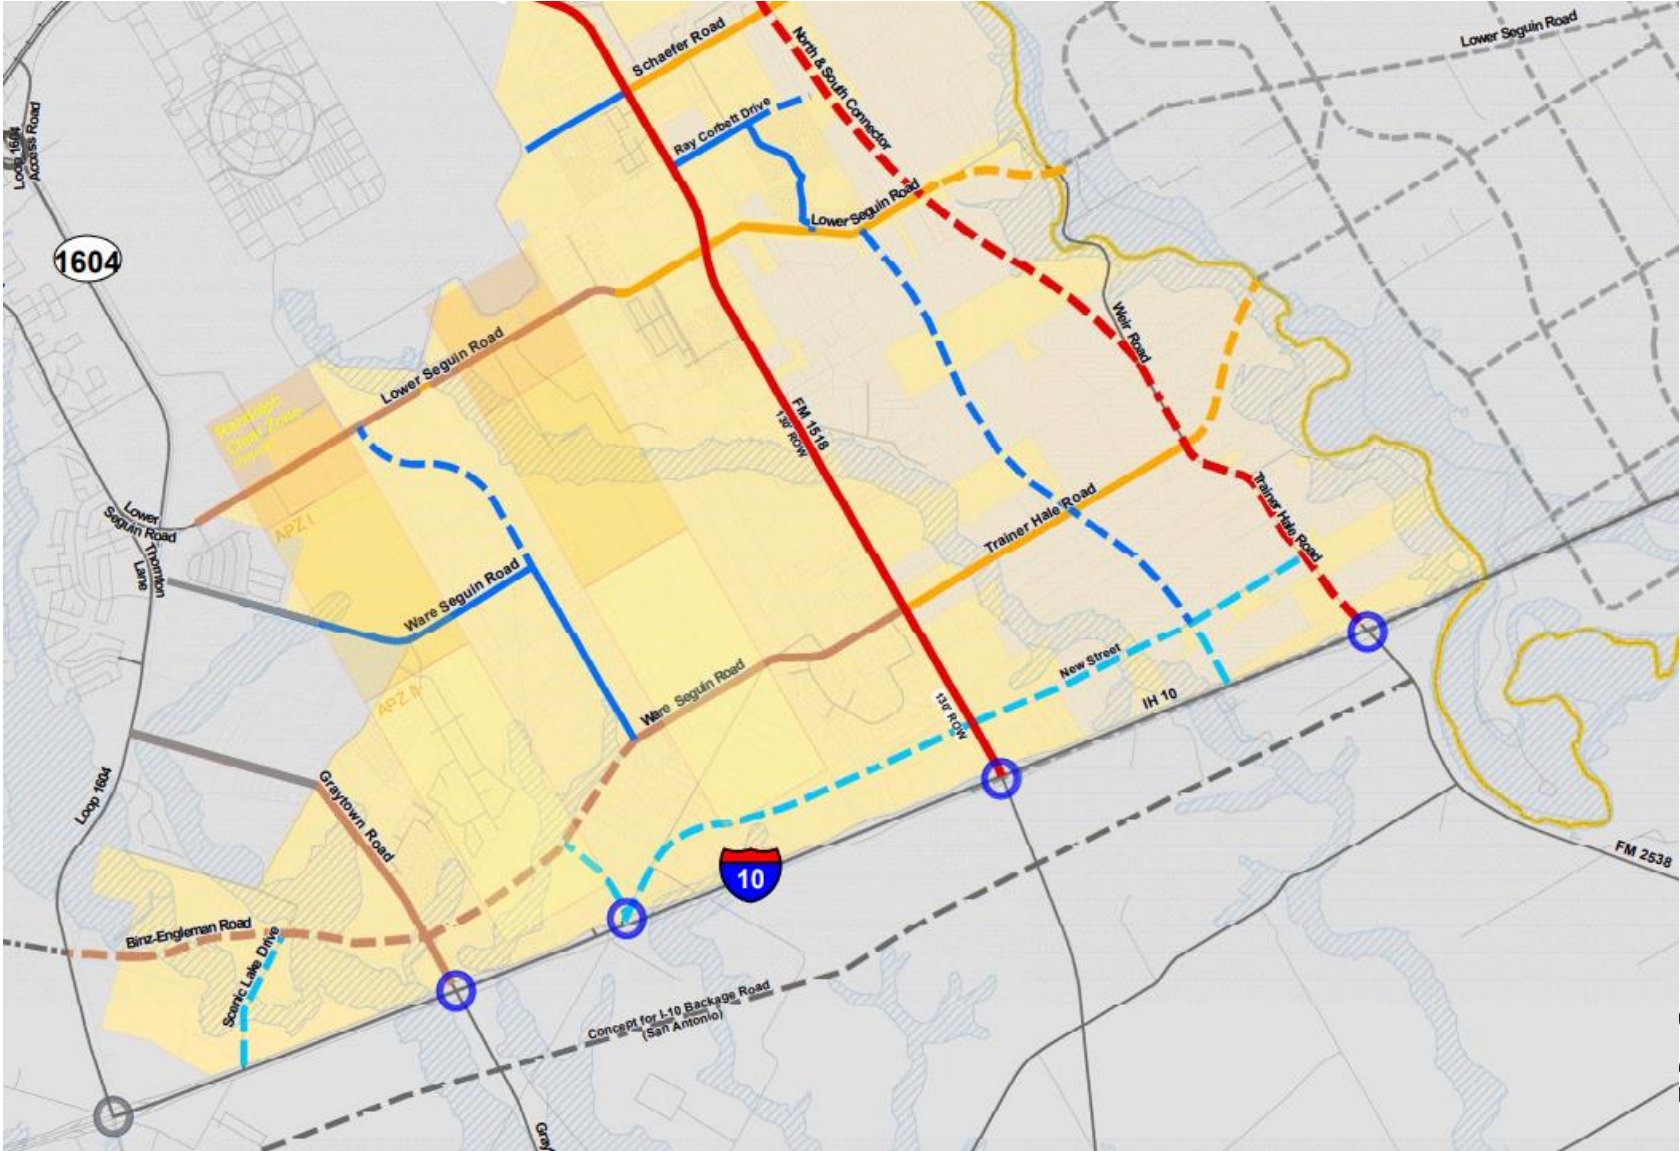 Lower Seguin Road
Schaefer Road
North & South Connector
Ray Corbett Drive
Loop 1604
Access Road
Lower Seguin Road
1604
Weir Road
Lower Seguin Road
FM 1518
130' ROW
Randolph
Clear Zone
APZ I
Lower
Seguin Road
Thornton
Lane
Trainer Hale Road
Trainer Hale Road
Ware Seguin Road
New Street
Ware Seguin Road
APZ II
130' ROW
IH 10
Loop 1604
Graytown Road
FM 2538
10
Binz-Engleman Road
Scenic Lake Drive
Concept for I-10 Backage Road
(San Antonio)